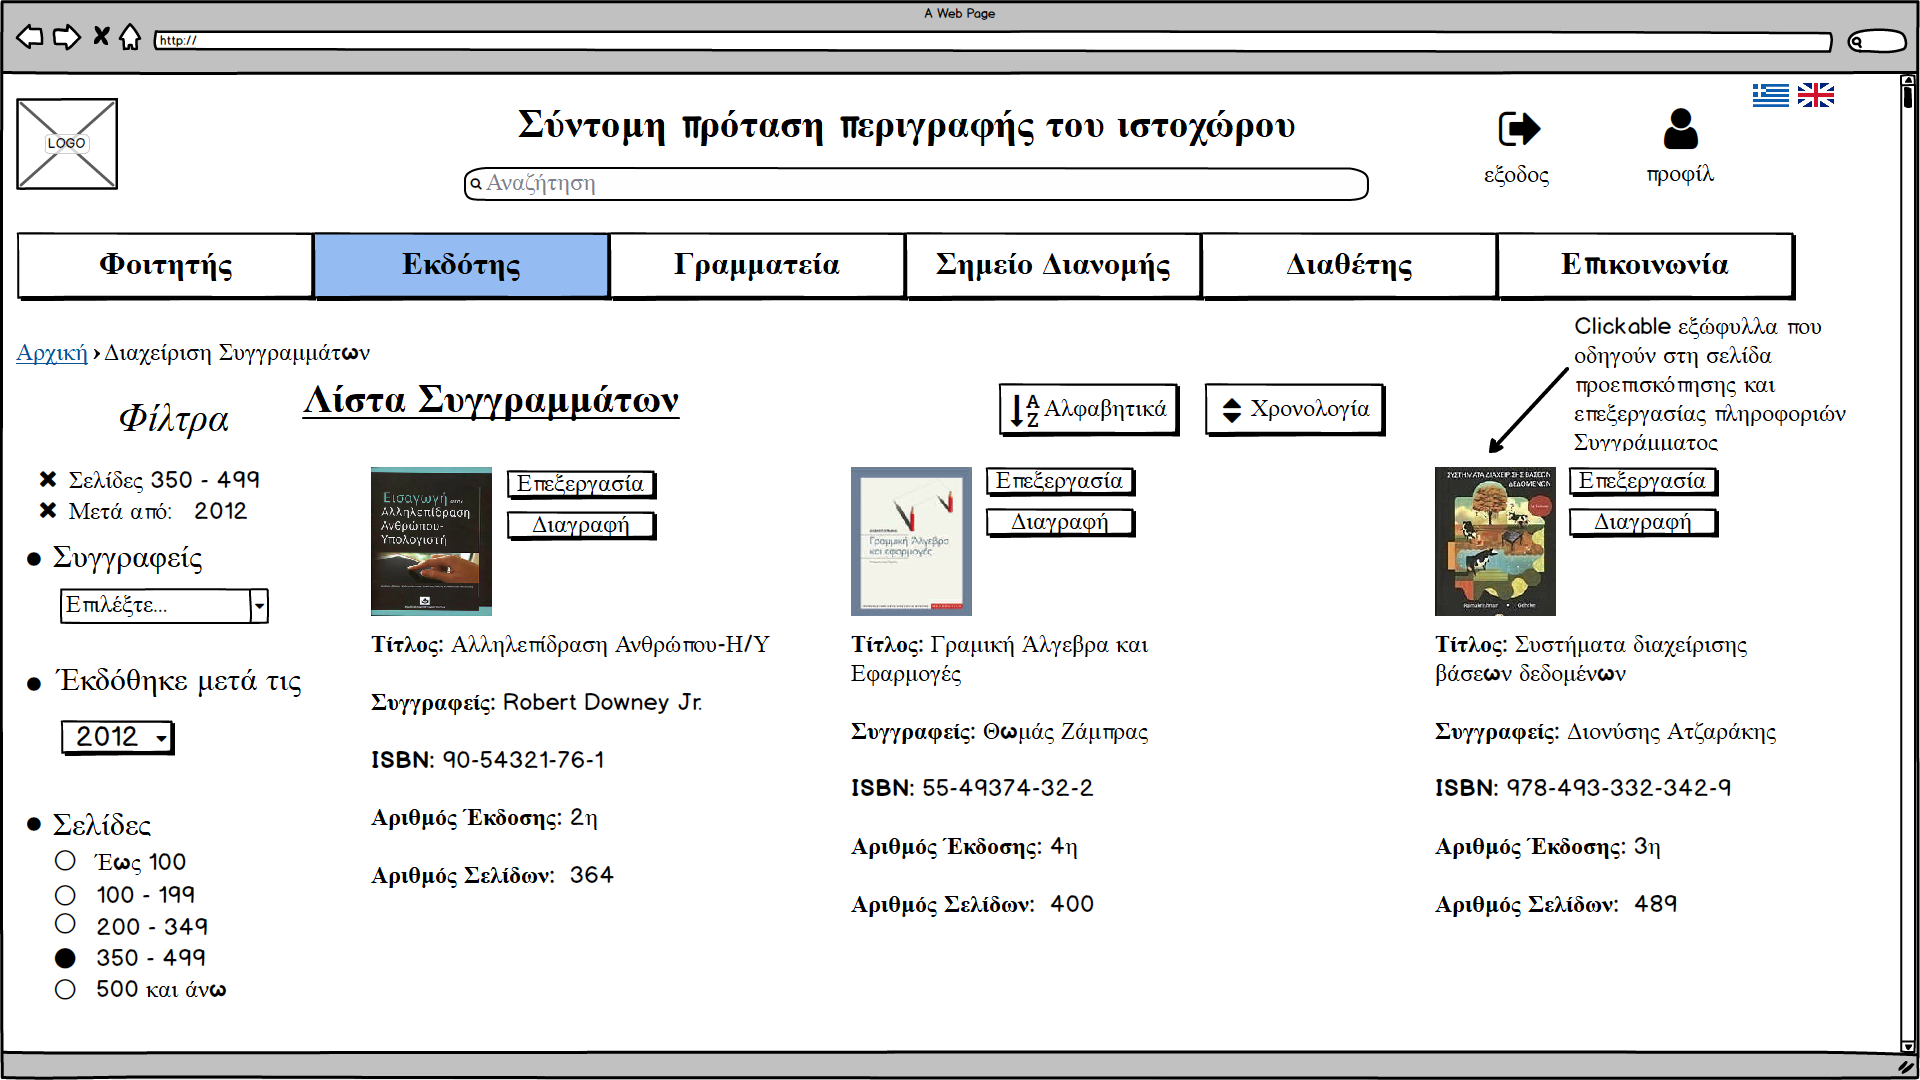 A Web Page
http://
LOGO
Σύντομη πρόταση περιγραφής του ιστοχώρου
Αναζήτηση
εξοδος
προφίλ
Φοιτητής
Εκδότης
Γραμματεία
Σημείο Διανομής
Διαθέτης
Επικοινωνία
Αρχική › Διαχείριση Συγγραμμάτων
Clickable εξώφυλλα που
οδηγούν στη σελίδα
προεπισκόπησης και
επεξεργασίας πληροφοριών
Συγγράμματος
Φίλτρα
Σελίδες 350 - 499
Μετά από: 2012
Συγγραφείς
Επιλέξτε...
Έκδόθηκε μετά τις
2012
Σελίδες
Έως 100
100 - 199
200 - 349
350 - 499
500 και άνω
Λίστα Συγγραμμάτων
Αλφαβητικά
Χρονολογία
Εισαγωγή στην
Αλληλεπίδραση
Ανθρώπου-
Υπολογιστή
Επεξεργασία
Διαγραφή
Τίτλος: Αλληλεπίδραση Ανθρώπου-Η/Υ
Συγγραφείς: Robert Downey Jr.
ISBN: 90-54321-76-1
Αριθμός Έκδοσης: 2η
Αριθμός Σελίδων: 364
Γραμμική Άλγεβρα
και εφαρμογές
Επεξεργασία
Διαγραφή
Τίτλος: Γραμική Άλγεβρα και
Εφαρμογές
Συγγραφείς: Θωμάς Ζάμπρας
ISBN: 55-49374-32-2
Αριθμός Έκδοσης: 4η
Αριθμός Σελίδων: 400
ΣΥΣΤΗΜΑΤΑ ΔΙΑΧΕΙΡΙΣΗΣ ΒΑΣΕΩΝ
ΔΕΔΟΜΕΝΩΝ
Ramakrishnan • Gehrke
Επεξεργασία
Διαγραφή
Τίτλος: Συστήματα διαχείρισης
βάσεων δεδομένων
Συγγραφείς: Διονύσης Ατζαράκης
ISBN: 978-493-332-342-9
Αριθμός Έκδοσης: 3η
Αριθμός Σελίδων: 489